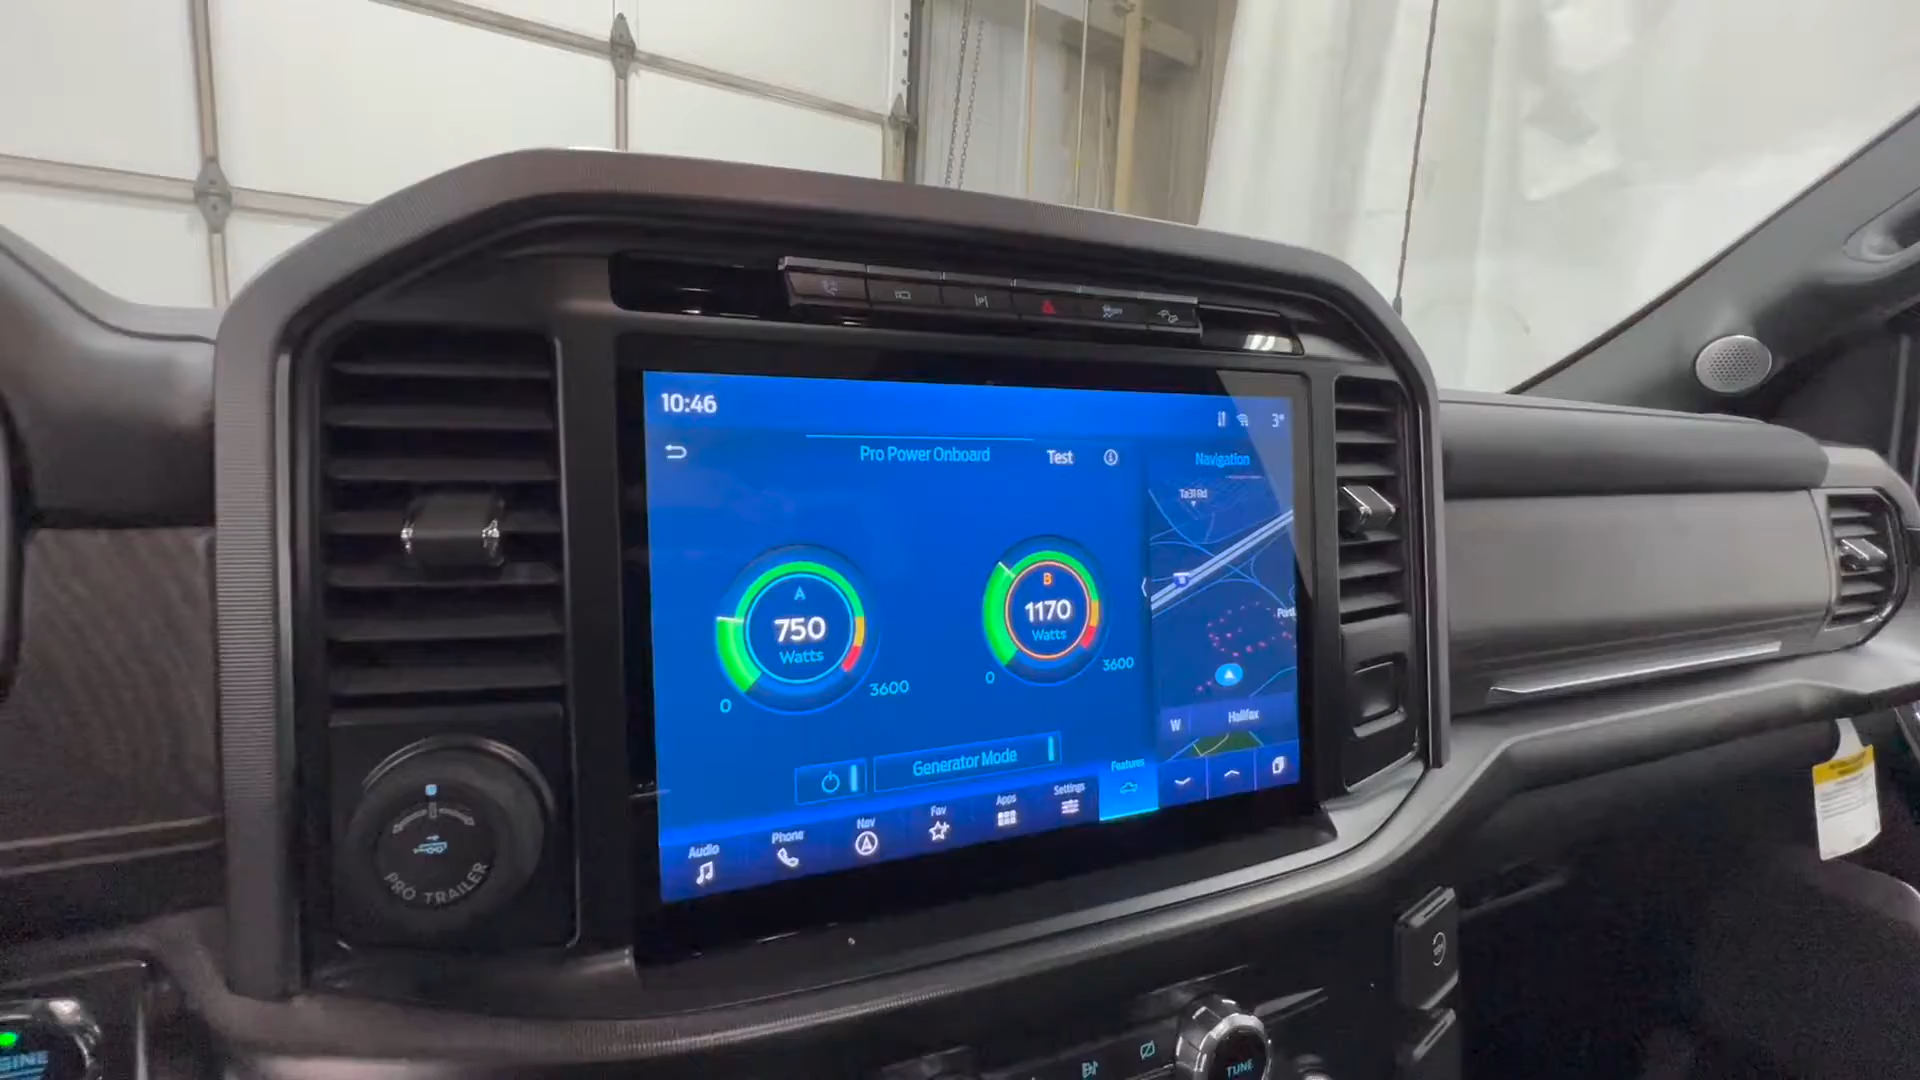 10:46
3°
Pro Power Onboard
Test
Navigation
A
750
Watts
0
3600
B
1170
Watts
0
3600
W
Halifax
Generator Mode
Audio
Phone
Nav
Fav
Apps
Settings
Features
PRO TRAILER
TUNE